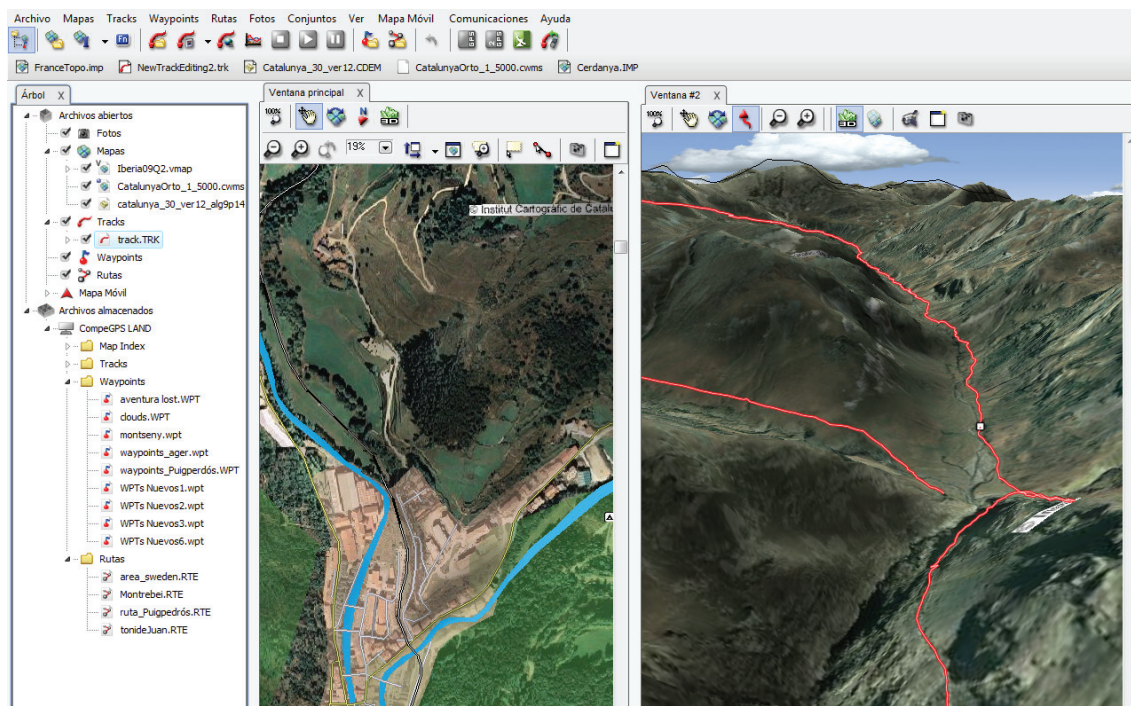 Archivo Mapas Tracks Waypoints Rutas Fotos Conjuntos Ver Mapa Móvil Comunicaciones Ayuda
FranceTopo.imp NewTrackEditing2.trk Catalunya_30_ver12.CDEM CatalunyaOrto_1_5000.cwms Cerdanya.IMP
Árbol X
Archivos abiertos
Fotos
Mapas
Iberia09Q2.vmap
CatalunyaOrto_1_5000.cwms
catalunya_30_ver12_alg9p14
Tracks
track.TRK
Waypoints
Rutas
Mapa Móvil
Archivos almacenados
CompeGPS LAND
Map Index
Tracks
Waypoints
aventura lost.WPT
clouds.WPT
montseny.wpt
waypoints_ager.wpt
waypoints_Puigperdós.WPT
WPTs Nuevos1.wpt
WPTs Nuevos2.wpt
WPTs Nuevos3.wpt
WPTs Nuevos6.wpt
Rutas
area_sweden.RTE
Montrebei.RTE
ruta_Puigpedrós.RTE
tonideJuan.RTE
Ventana principal X
100%
N
3D
19%
© Institut Cartogràfic de Catalu
Ventana #2 X
100%
3D